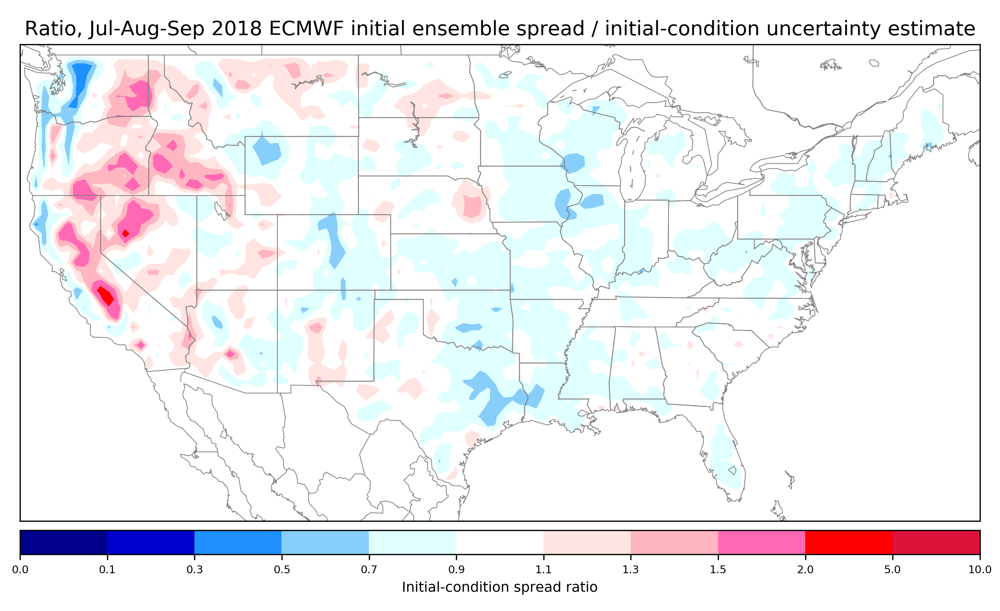 Ratio, Jul-Aug-Sep 2018 ECMWF initial ensemble spread / initial-condition uncertainty estimate
0.0 0.1 0.3 0.5 0.7 0.9 1.1 1.3 1.5 2.0 5.0 10.0
Initial-condition spread ratio